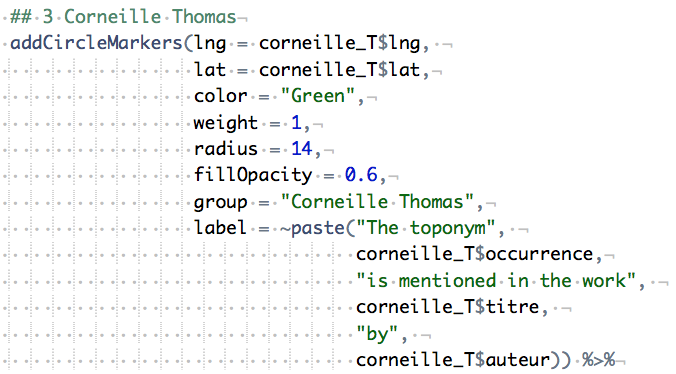 ## 3 Corneille Thomas
addCircleMarkers(lng = corneille_T$lng,
lat = corneille_T$lat,
color = "Green",
weight = 1,
radius = 14,
fillOpacity = 0.6,
group = "Corneille Thomas",
label = ~paste("The toponym",
corneille_T$occurrence,
"is mentioned in the work",
corneille_T$titre,
"by",
corneille_T$auteur)) %>%